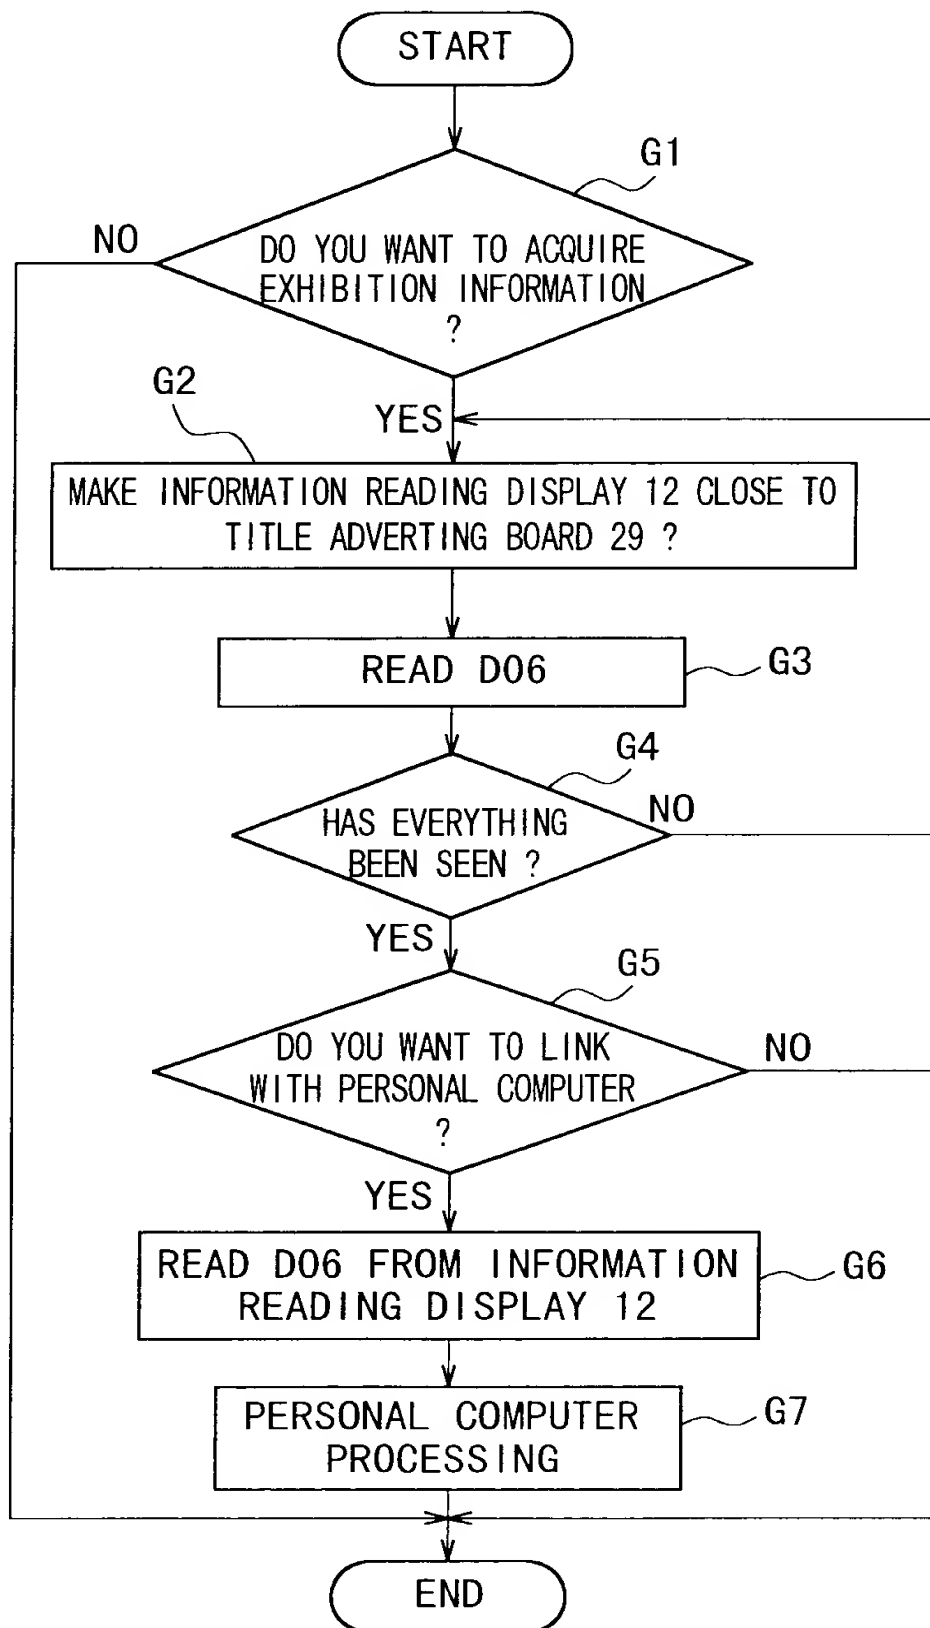 START
G1
NO
DO YOU WANT TO ACQUIRE
EXHIBITION INFORMATION
?
G2
YES
MAKE INFORMATION READING DISPLAY 12 CLOSE TO
TITLE ADVERTING BOARD 29 ?
READ D06
G3
G4
HAS EVERYTHING
BEEN SEEN ?
NO
YES
G5
DO YOU WANT TO LINK
WITH PERSONAL COMPUTER
?
NO
YES
READ D06 FROM INFORMATION
READING DISPLAY 12
G6
PERSONAL COMPUTER
PROCESSING
G7
END